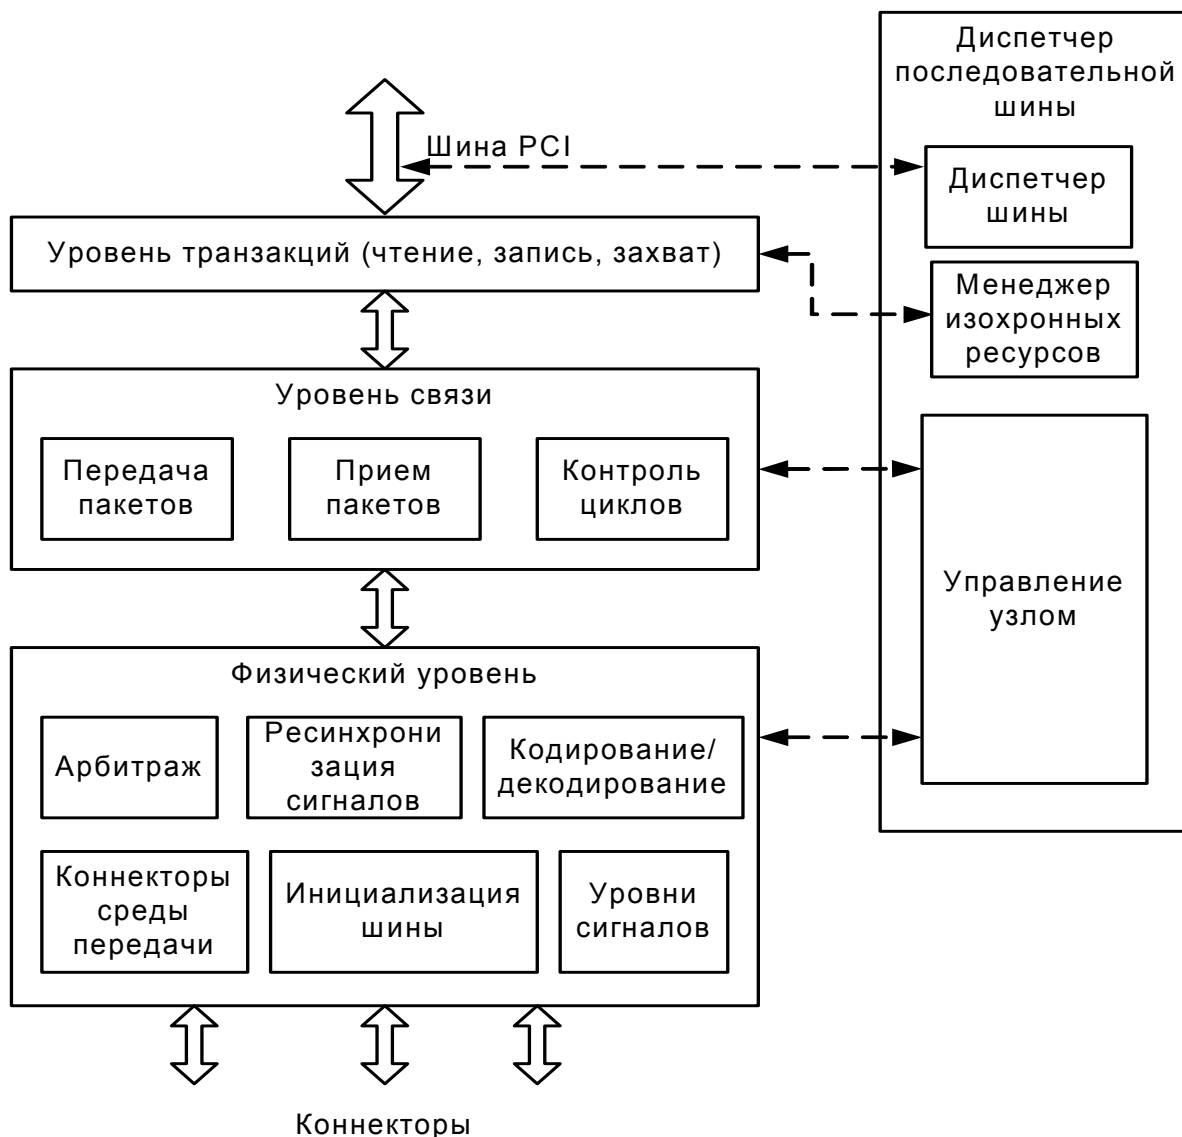 Диспетчер
последовательной
шины
Шина PCI
Диспетчер
шины
Уровень транзакций (чтение, запись, захват)
Менеджер
изохронных
ресурсов
Уровень связи
Передача
пакетов
Прием
пакетов
Контроль
циклов
Управление
узлом
Физический уровень
Арбитраж
Ресинхрони
зация
сигналов
Кодирование/
декодирование
Коннекторы
среды
передачи
Инициализация
шины
Уровни
сигналов
Коннекторы